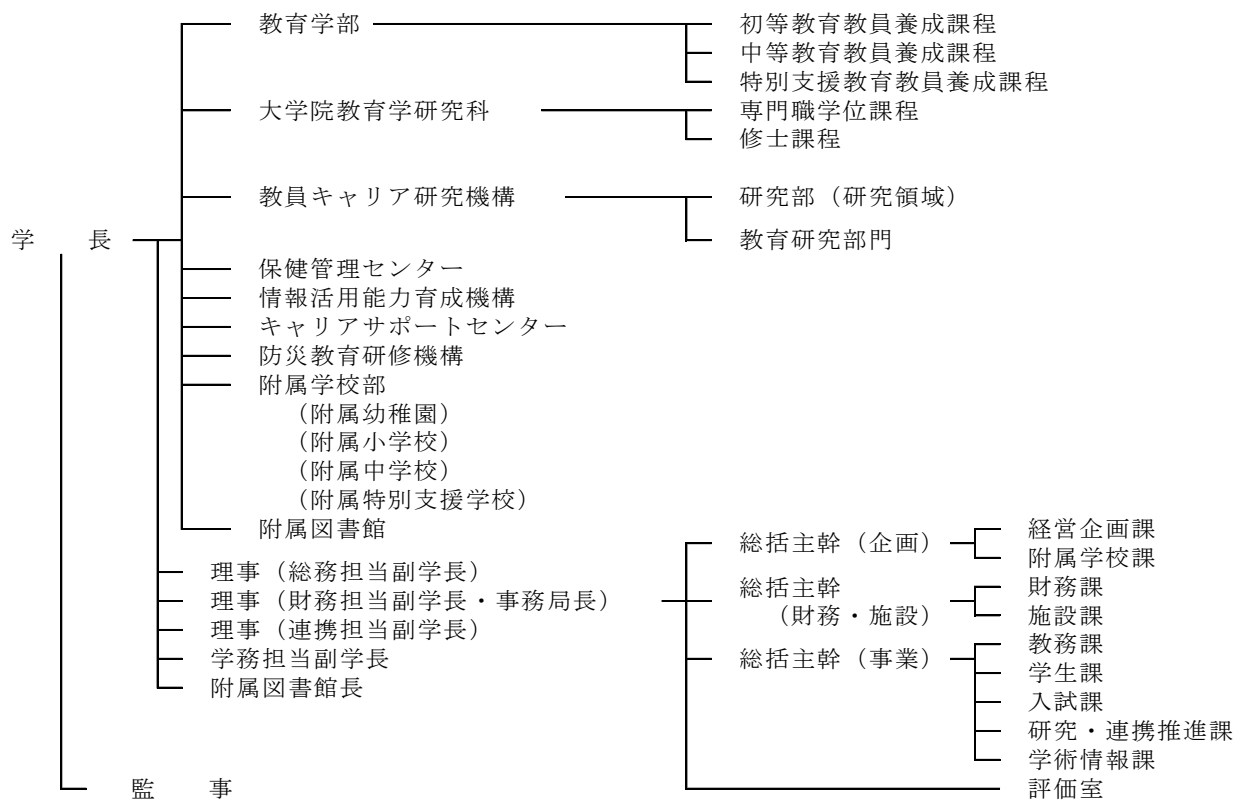 教育学部
初等教育教員養成課程
中等教育教員養成課程
特別支援教育教員養成課程
大学院教育学研究科
専門職学位課程
修士課程
教員キャリア研究機構
研究部（研究領域）
教育研究部門
学　　長
保健管理センター
情報活用能力育成機構
キャリアサポートセンター
防災教育研修機構
附属学校部
（附属幼稚園）
（附属小学校）
（附属中学校）
（附属特別支援学校）
附属図書館
理事（総務担当副学長）
理事（財務担当副学長・事務局長）
理事（連携担当副学長）
学務担当副学長
附属図書館長
総括主幹（企画）
経営企画課
附属学校課
総括主幹
（財務・施設）
財務課
施設課
総括主幹（事業）
教務課
学生課
入試課
研究・連携推進課
学術情報課
評価室
監　　事